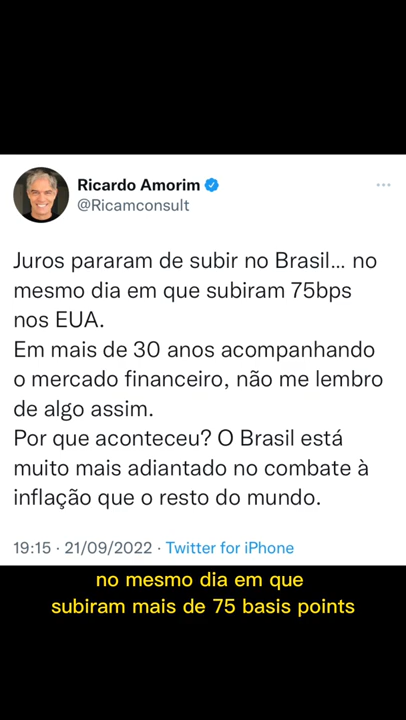 Ricardo Amorim
@Ricamconsult
Juros pararam de subir no Brasil... no
mesmo dia em que subiram 75bps
nos EUA.
Em mais de 30 anos acompanhando
o mercado financeiro, não me lembro
de algo assim.
Por que aconteceu? O Brasil está
muito mais adiantado no combate à
inflação que o resto do mundo.
19:15 · 21/09/2022 · Twitter for iPhone
no mesmo dia em que
subiram mais de 75 basis points